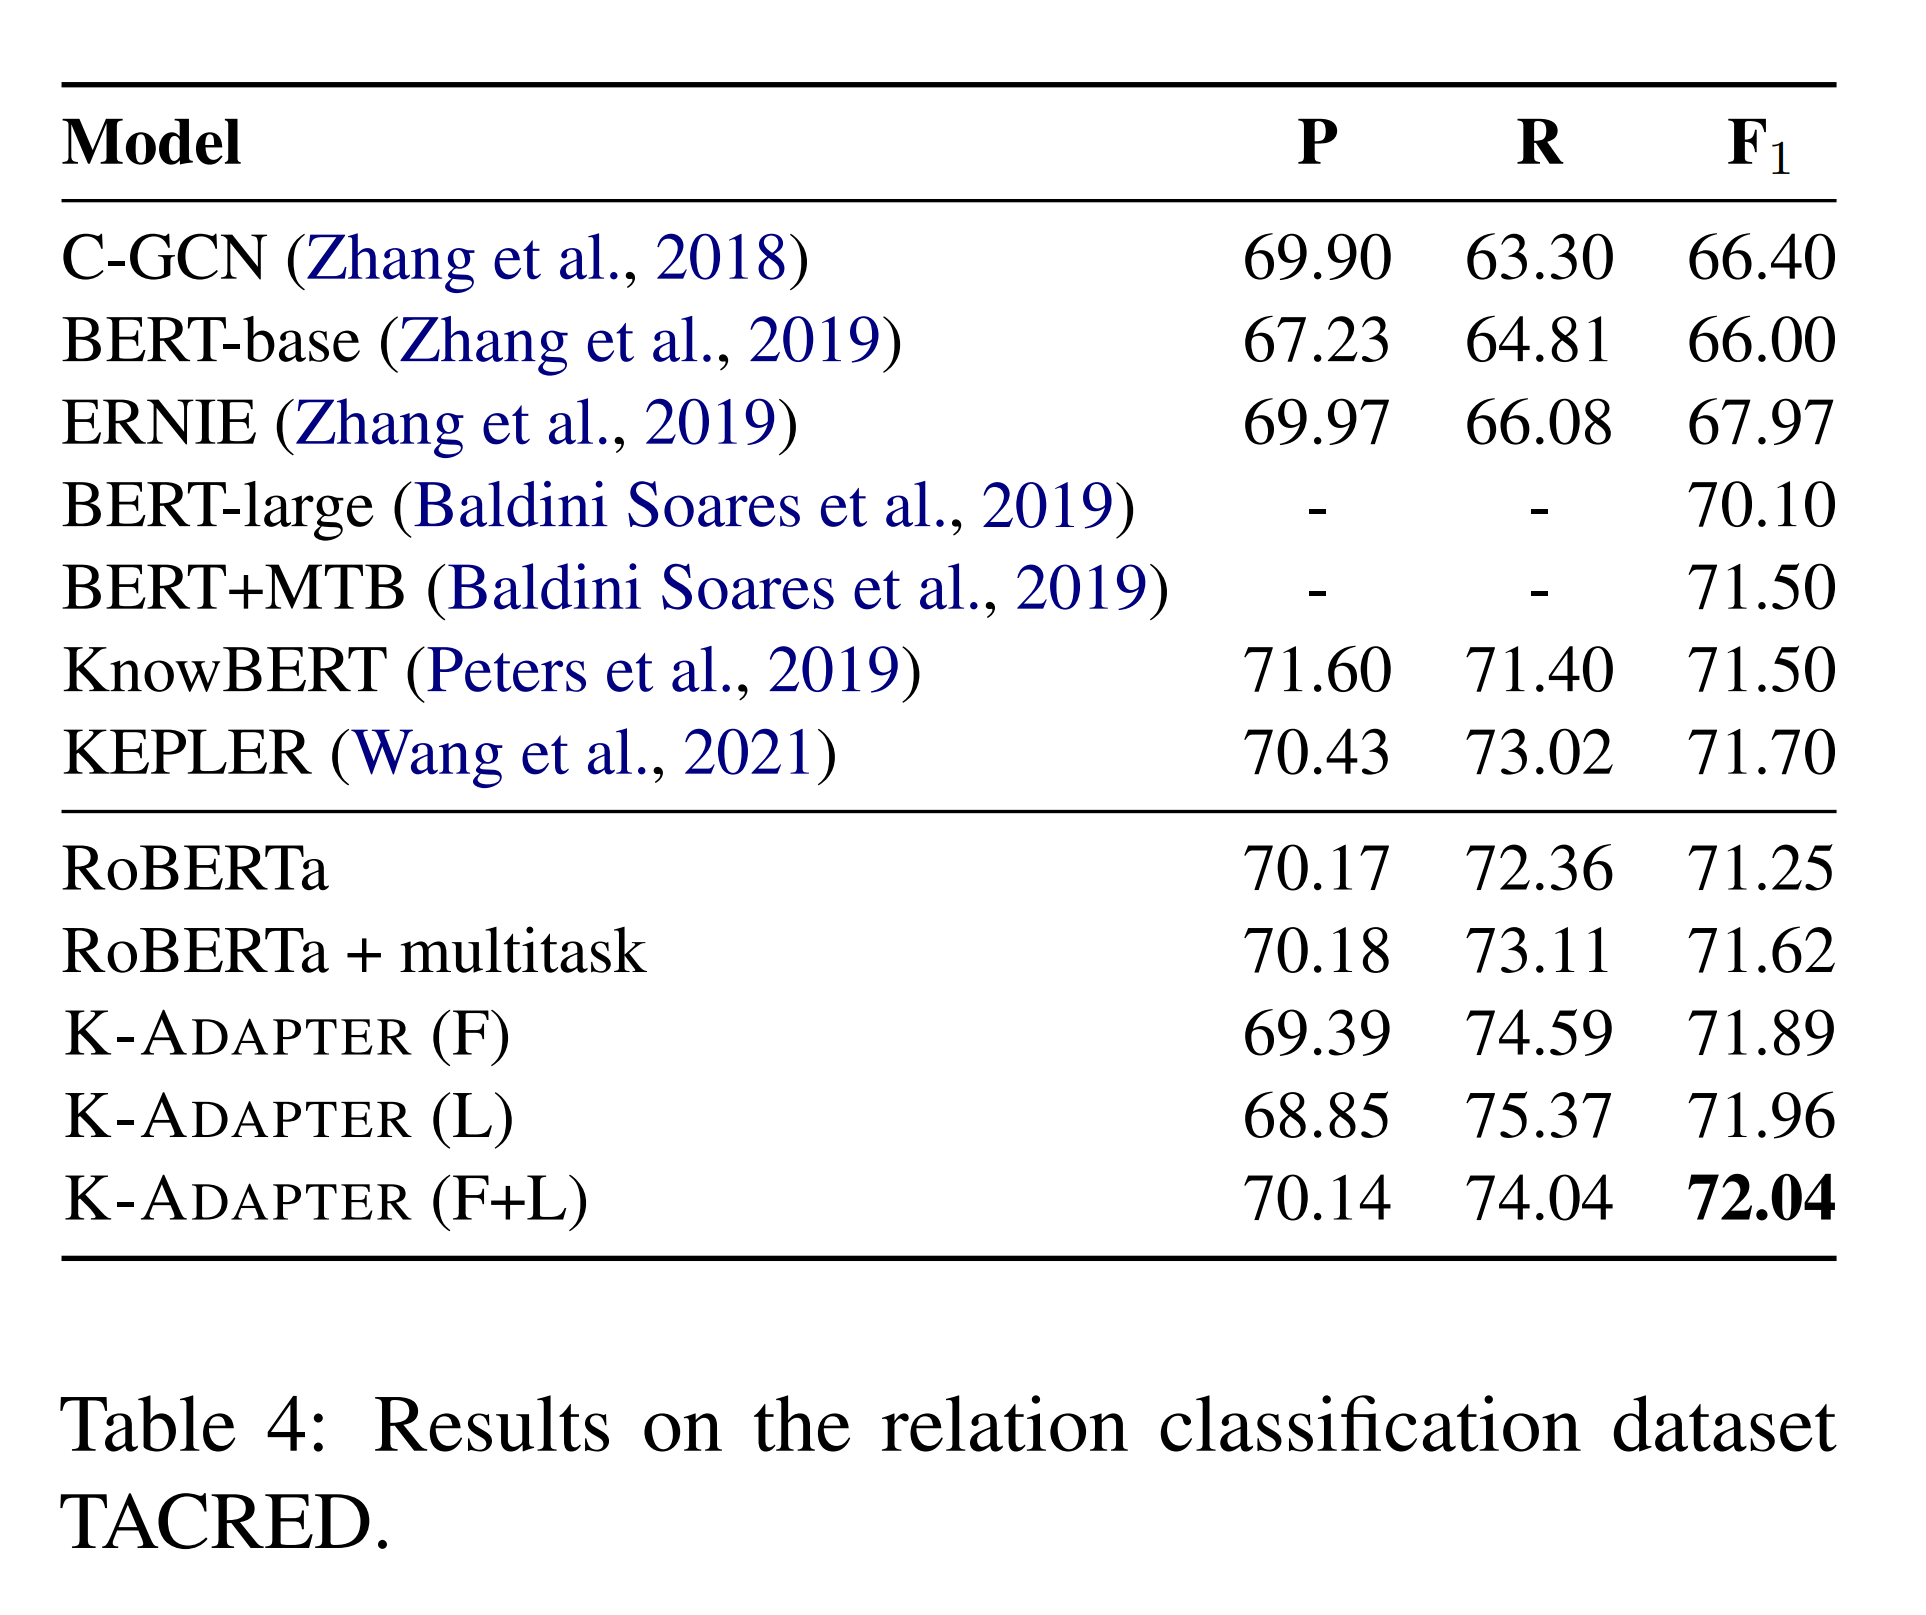 Model P R F1
C-GCN (Zhang et al., 2018) 69.90 63.30 66.40
BERT-base (Zhang et al., 2019) 67.23 64.81 66.00
ERNIE (Zhang et al., 2019) 69.97 66.08 67.97
BERT-large (Baldini Soares et al., 2019) - - 70.10
BERT+MTB (Baldini Soares et al., 2019) - - 71.50
KnowBERT (Peters et al., 2019) 71.60 71.40 71.50
KEPLER (Wang et al., 2021) 70.43 73.02 71.70
RoBERTa 70.17 72.36 71.25
RoBERTa + multitask 70.18 73.11 71.62
K-ADAPTER (F) 69.39 74.59 71.89
K-ADAPTER (L) 68.85 75.37 71.96
K-ADAPTER (F+L) 70.14 74.04 72.04
Table 4: Results on the relation classification dataset
TACRED.